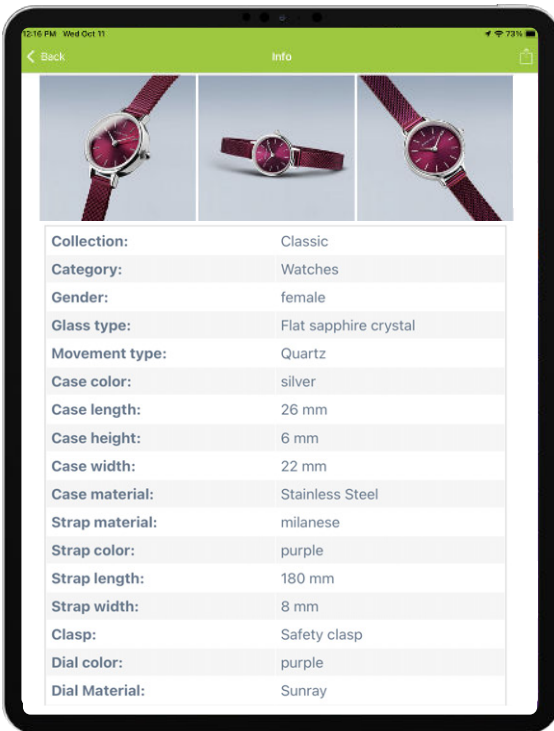 12:16 PM Wed Oct 11
73%
Back
Info
Collection: Classic
Category: Watches
Gender: female
Glass type: Flat sapphire crystal
Movement type: Quartz
Case color: silver
Case length: 26 mm
Case height: 6 mm
Case width: 22 mm
Case material: Stainless Steel
Strap material: milanese
Strap color: purple
Strap length: 180 mm
Strap width: 8 mm
Clasp: Safety clasp
Dial color: purple
Dial Material: Sunray